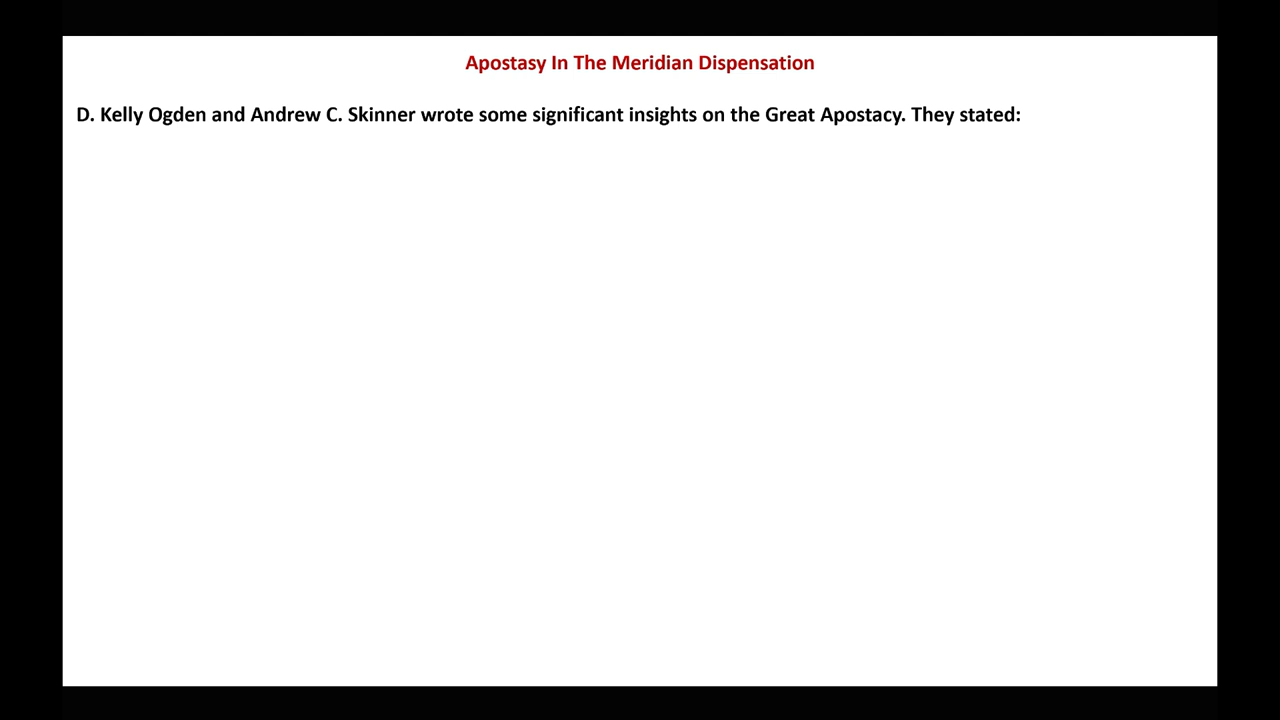 Apostasy In The Meridian Dispensation
D. Kelly Ogden and Andrew C. Skinner wrote some significant insights on the Great Apostacy. They stated: